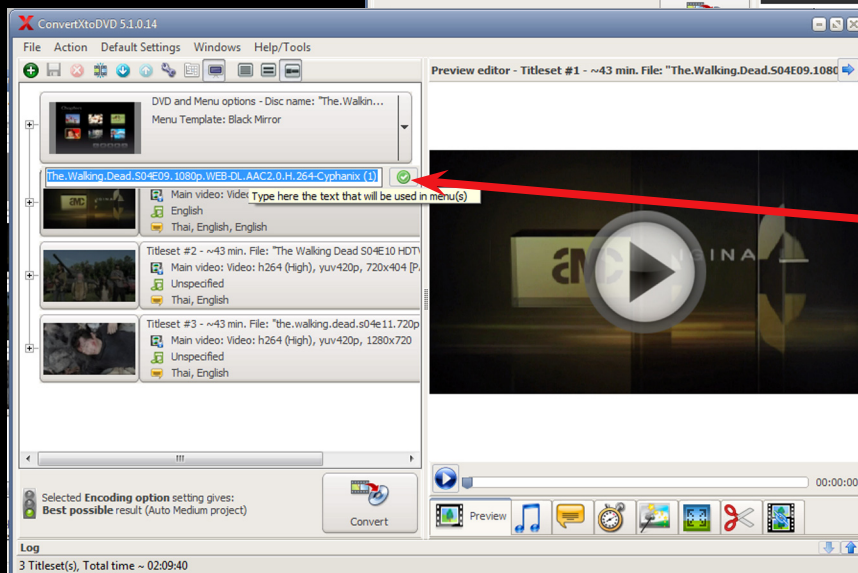 ConvertXtoDVD 5.1.0.14
File Action Default Settings Windows Help/Tools
DVD and Menu options - Disc name: "The.Walkin...
Menu Template: Black Mirror
The.Walking.Dead.S04E09.1080p.WEB-DL.AAC2.0.H.264-Cyphanix (1)
Main video: Vide
Type here the text that will be used in menu(s)
English
Thai, English, English
Titleset #2 - ~43 min. File: "The Walking Dead S04E10 HDTV
Main video: Video: h264 (High), yuv420p, 720x404 [P.
Unspecified
Thai, English
Titleset #3 - ~43 min. File: "the.walking.dead.s04e11.720p
Main video: Video: h264 (High), yuv420p, 1280x720
Unspecified
Thai, English
Selected Encoding option setting gives:
Best possible result (Auto Medium project)
Convert
Log
3 Titleset(s), Total time ~ 02:09:40
Preview editor - Titleset #1 - ~43 min. File: "The.Walking.Dead.S04E09.1080
amc
GINA
00:00:00
Preview